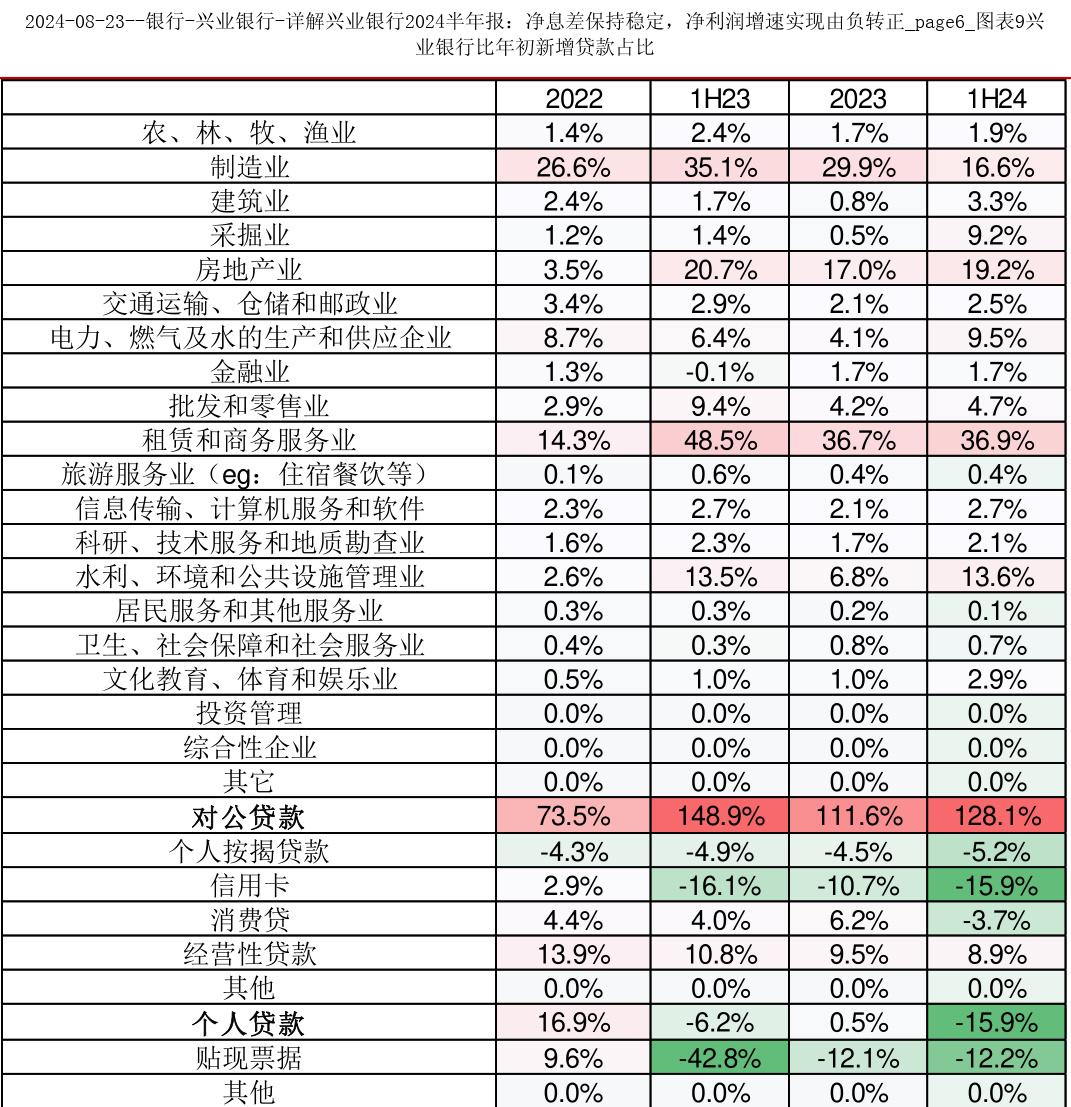 2024-08-23--银行-兴业银行-详解兴业银行2024半年报：净息差保持稳定，净利润增速实现由负转正_page6_图表9兴
业银行比年初新增贷款占比
2022 1H23 2023 1H24
农、林、牧、渔业 1.4% 2.4% 1.7% 1.9%
制造业 26.6% 35.1% 29.9% 16.6%
建筑业 2.4% 1.7% 0.8% 3.3%
采掘业 1.2% 1.4% 0.5% 9.2%
房地产业 3.5% 20.7% 17.0% 19.2%
交通运输、仓储和邮政业 3.4% 2.9% 2.1% 2.5%
电力、燃气及水的生产和供应企业 8.7% 6.4% 4.1% 9.5%
金融业 1.3% -0.1% 1.7% 1.7%
批发和零售业 2.9% 9.4% 4.2% 4.7%
租赁和商务服务业 14.3% 48.5% 36.7% 36.9%
旅游服务业（eg：住宿餐饮等） 0.1% 0.6% 0.4% 0.4%
信息传输、计算机服务和软件 2.3% 2.7% 2.1% 2.7%
科研、技术服务和地质勘查业 1.6% 2.3% 1.7% 2.1%
水利、环境和公共设施管理业 2.6% 13.5% 6.8% 13.6%
居民服务和其他服务业 0.3% 0.3% 0.2% 0.1%
卫生、社会保障和社会服务业 0.4% 0.3% 0.8% 0.7%
文化教育、体育和娱乐业 0.5% 1.0% 1.0% 2.9%
投资管理 0.0% 0.0% 0.0% 0.0%
综合性企业 0.0% 0.0% 0.0% 0.0%
其它 0.0% 0.0% 0.0% 0.0%
对公贷款 73.5% 148.9% 111.6% 128.1%
个人按揭贷款 -4.3% -4.9% -4.5% -5.2%
信用卡 2.9% -16.1% -10.7% -15.9%
消费贷 4.4% 4.0% 6.2% -3.7%
经营性贷款 13.9% 10.8% 9.5% 8.9%
其他 0.0% 0.0% 0.0% 0.0%
个人贷款 16.9% -6.2% 0.5% -15.9%
贴现票据 9.6% -42.8% -12.1% -12.2%
其他 0.0% 0.0% 0.0% 0.0%